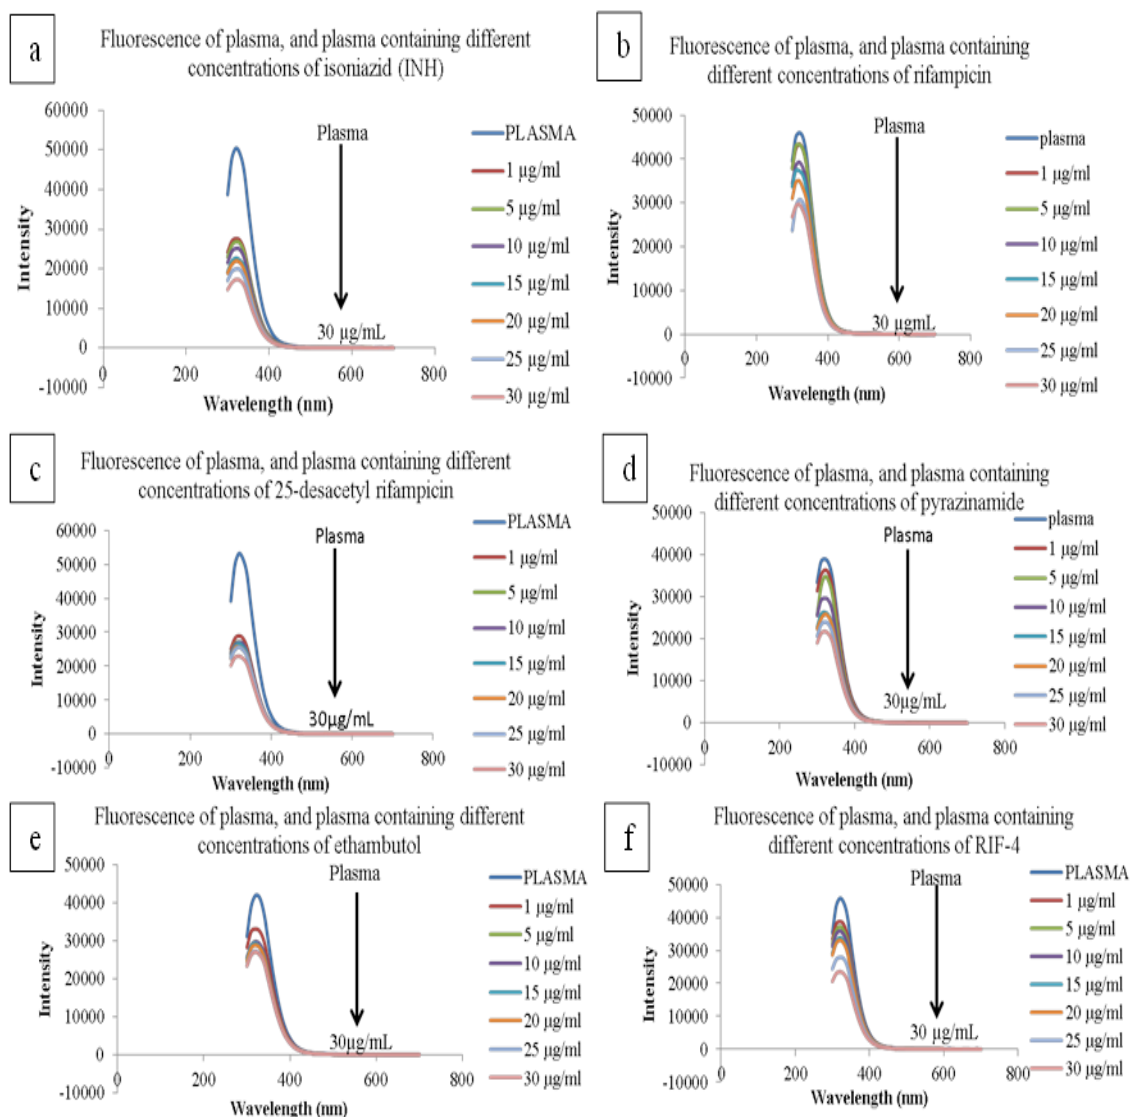 a
Fluorescence of plasma, and plasma containing different
concentrations of isoniazid (INH)
60000
50000
40000
30000
20000
10000
0
-10000
0
200
400
600
800
Intensity
Wavelength (nm)
Plasma
30 µg/mL
PLASMA
1 µg/ml
5 µg/ml
10 µg/ml
15 µg/ml
20 µg/ml
25 µg/ml
30 µg/ml
b
Fluorescence of plasma, and plasma containing
different concentrations of rifampicin
50000
40000
30000
20000
10000
0
-10000
0
200
400
600
800
Intensity
Wavelength (nm)
Plasma
30 µgmL
plasma
1 µg/ml
5 µg/ml
10 µg/ml
15 µg/ml
20 µg/ml
25 µg/ml
30 µg/ml
c
Fluorescence of plasma, and plasma containing different
concentrations of 25-desacetyl rifampicin
60000
50000
40000
30000
20000
10000
0
-10000
0
200
400
600
800
Intensity
Wavelength (nm)
Plasma
30µg/mL
PLASMA
1 µg/ml
5 µg/ml
10 µg/ml
15 µg/ml
20 µg/ml
25 µg/ml
30 µg/ml
d
Fluorescence of plasma, and plasma containing
different concentrations of pyrazinamide
50000
40000
30000
20000
10000
0
-10000
0
200
400
600
800
Intensity
Wavelength (nm)
Plasma
30µg/mL
plasma
1 µg/ml
5 µg/ml
10 µg/ml
15 µg/ml
20 µg/ml
25 µg/ml
30 µg/ml
e
Fluorescence of plasma, and plasma containing different
concentrations of ethambutol
50000
40000
30000
20000
10000
0
-10000
0
200
400
600
800
Intensity
Wavelength (nm)
Plasma
30µg/mL
PLASMA
1 µg/ml
5 µg/ml
10 µg/ml
15 µg/ml
20 µg/ml
25 µg/ml
30 µg/ml
f
Fluorescence of plasma, and plasma containing
different concentrations of RIF-4
50000
40000
30000
20000
10000
0
-10000
0
200
400
600
800
Intensity
Wavelength (nm)
Plasma
30 µg/mL
PLASMA
1 µg/ml
5 µg/ml
10 µg/ml
15 µg/ml
20 µg/ml
25 µg/ml
30 µg/ml